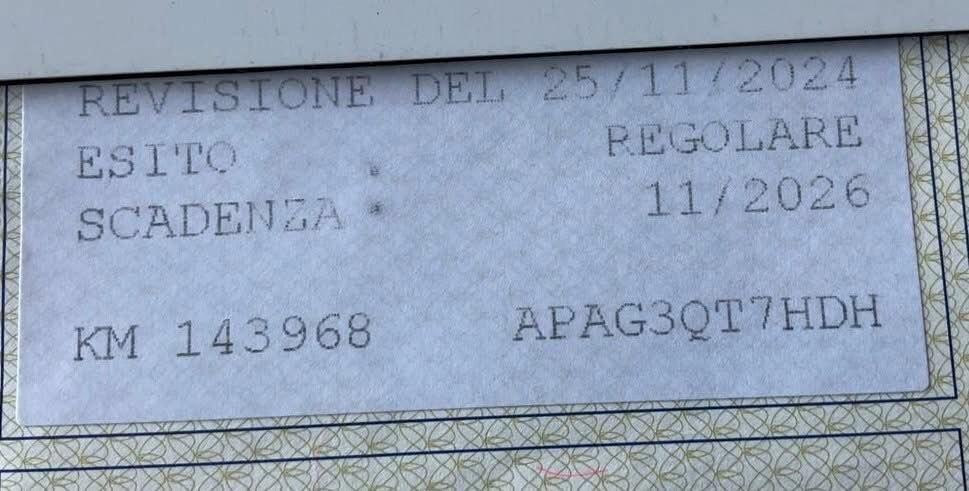 REVISIONE DEL 25/11/2024
ESITO : REGOLARE
SCADENZA : 11/2026
KM 143968 APAG3QT7HDH